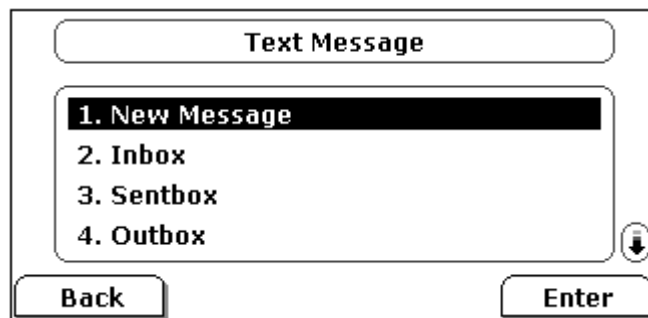 Text Message
1. New Message
2. Inbox
3. Sentbox
4. Outbox
Back
Enter